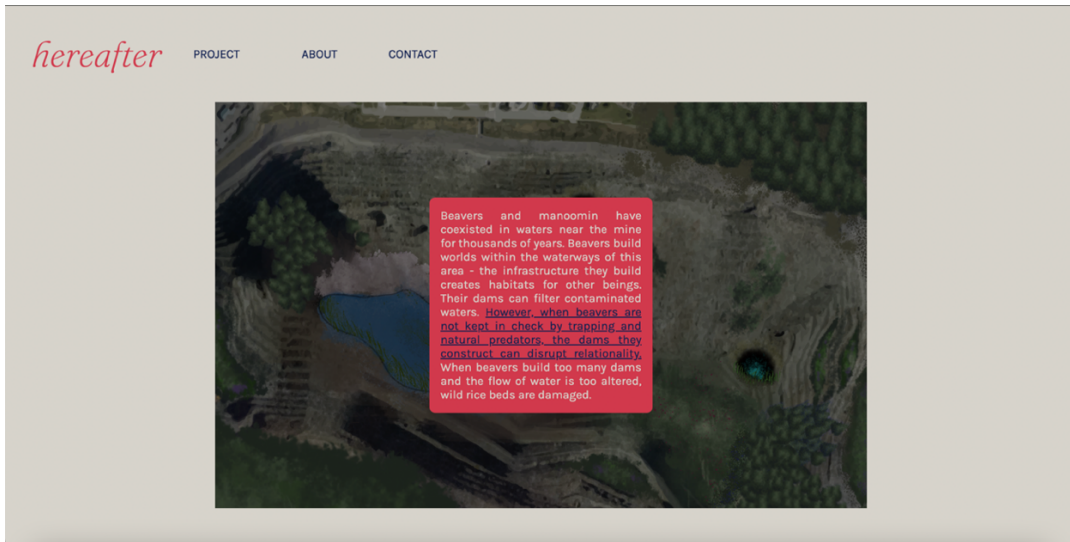 hereafter PROJECT ABOUT CONTACT
Beavers and manoomin have
coexisted in waters near the mine
for thousands of years. Beavers build
worlds within the waterways of this
area - the infrastructure they build
creates habitats for other beings.
Their dams can filter contaminated
waters. However, when beavers are
not kept in check by trapping and
natural predators, the dams they
construct can disrupt relationality.
When beavers build too many dams
and the flow of water is too altered,
wild rice beds are damaged.